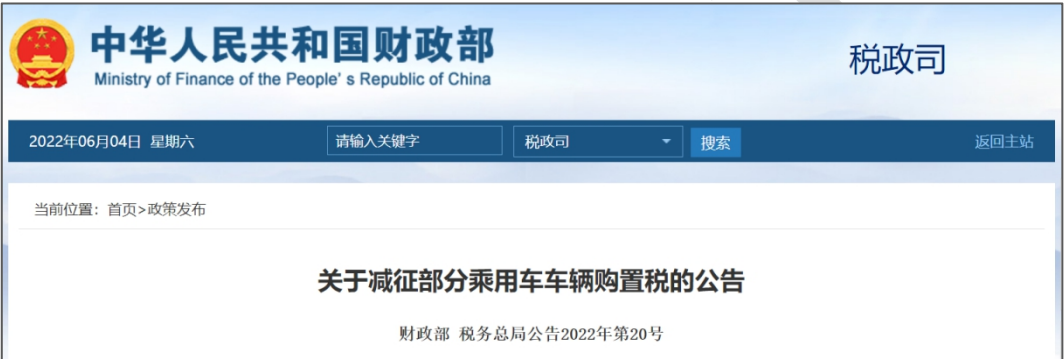 中华人民共和国财政部
Ministry of Finance of the People's Republic of China
税政司
2022年06月04日 星期六 请输入关键字 税政司 搜索 返回主站
当前位置：首页>政策发布
关于减征部分乘用车车辆购置税的公告
财政部 税务总局公告2022年第20号